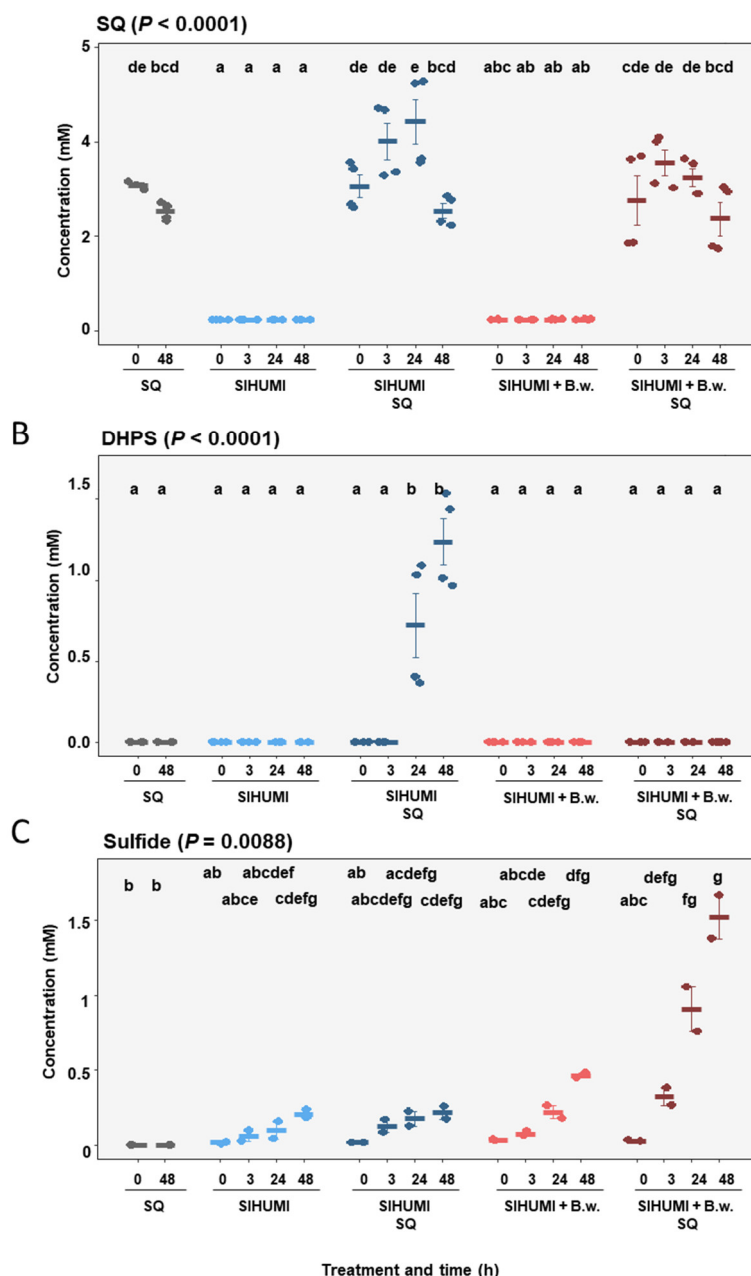 SQ (P < 0.0001)
5
de bcd a a a a de de e bcd abc ab ab ab cde de de bcd
4
2
0
Concentration (mM)
0 48 0 3 24 48 0 3 24 48 0 3 24 48 0 3 24 48
SQ SIHUMI SIHUMI SIHUMI + B.w. SIHUMI + B.w.
SQ SQ
B
DHPS (P < 0.0001)
1.5
a a a a a a a a b b a a a a a a a a
1.0
0.5
0.0
Concentration (mM)
0 48 0 3 24 48 0 3 24 48 0 3 24 48 0 3 24 48
SQ SIHUMI SIHUMI SIHUMI + B.w. SIHUMI + B.w.
SQ SQ
C
Sulfide (P = 0.0088)
ab abcdef ab acdefg abcde dfg defg g
b b
abce cdefg abcdefg cdefg abc cdefg abc fg
1.5
1
0.5
0
Concentration (mM)
0 48 0 3 24 48 0 3 24 48 0 3 24 48 0 3 24 48
SQ SIHUMI SIHUMI SIHUMI + B.w. SIHUMI + B.w.
SQ SQ
Treatment and time (h)